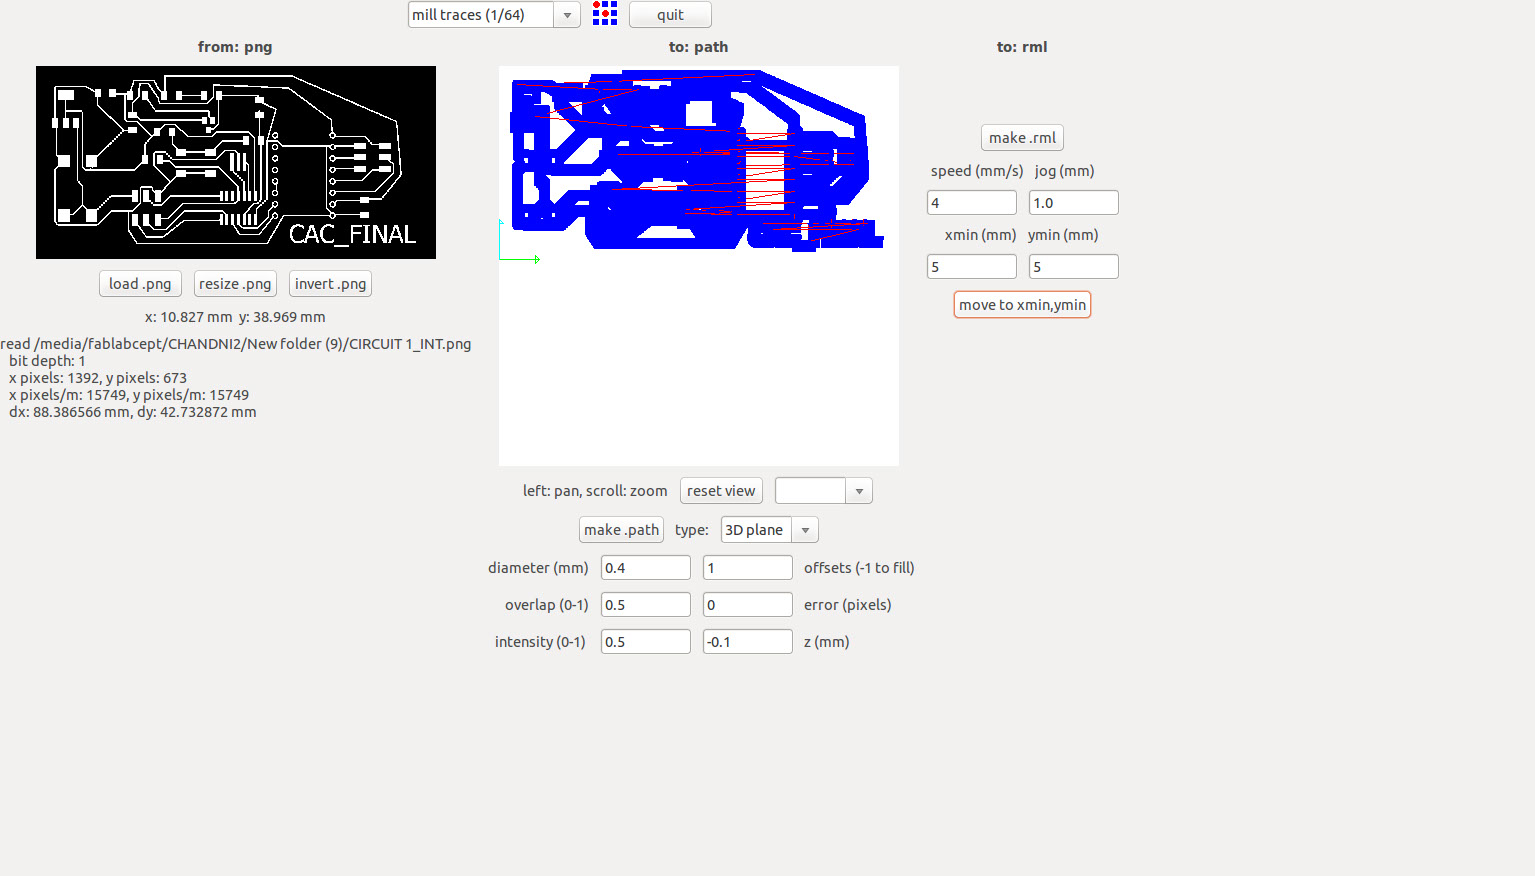 mill traces (1/64) quit
from: png to: path to: rml
CAC_FINAL
load .png resize .png invert .png
x: 10.827 mm y: 38.969 mm
read /media/fablabcept/CHANDNI2/New folder (9)/CIRCUIT 1_INT.png
bit depth: 1
x pixels: 1392, y pixels: 673
x pixels/m: 15749, y pixels/m: 15749
dx: 88.386566 mm, dy: 42.732872 mm
left: pan, scroll: zoom reset view
make .path type: 3D plane
diameter (mm) 0.4 1 offsets (-1 to fill)
overlap (0-1) 0.5 0 error (pixels)
intensity (0-1) 0.5 -0.1 z (mm)
make .rml
speed (mm/s) jog (mm)
4 1.0
xmin (mm) ymin (mm)
5 5
move to xmin,ymin